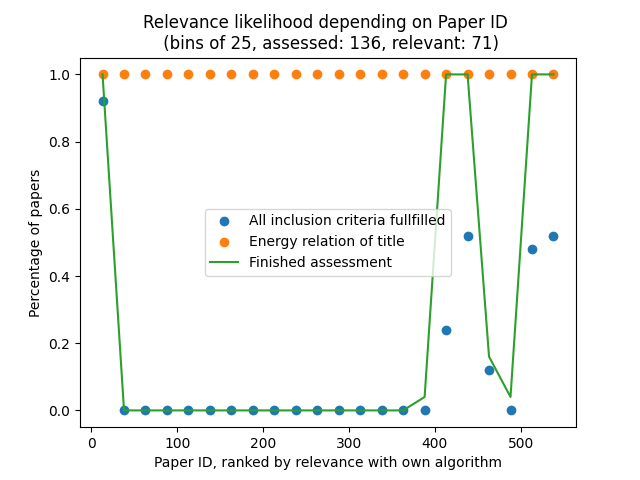 Relevance likelihood depending on Paper ID
(bins of 25, assessed: 136, relevant: 71)
Percentage of papers
1.0
0.8
0.6
0.4
0.2
0.0
All inclusion criteria fullfilled
Energy relation of title
Finished assessment
0 100 200 300 400 500
Paper ID, ranked by relevance with own algorithm